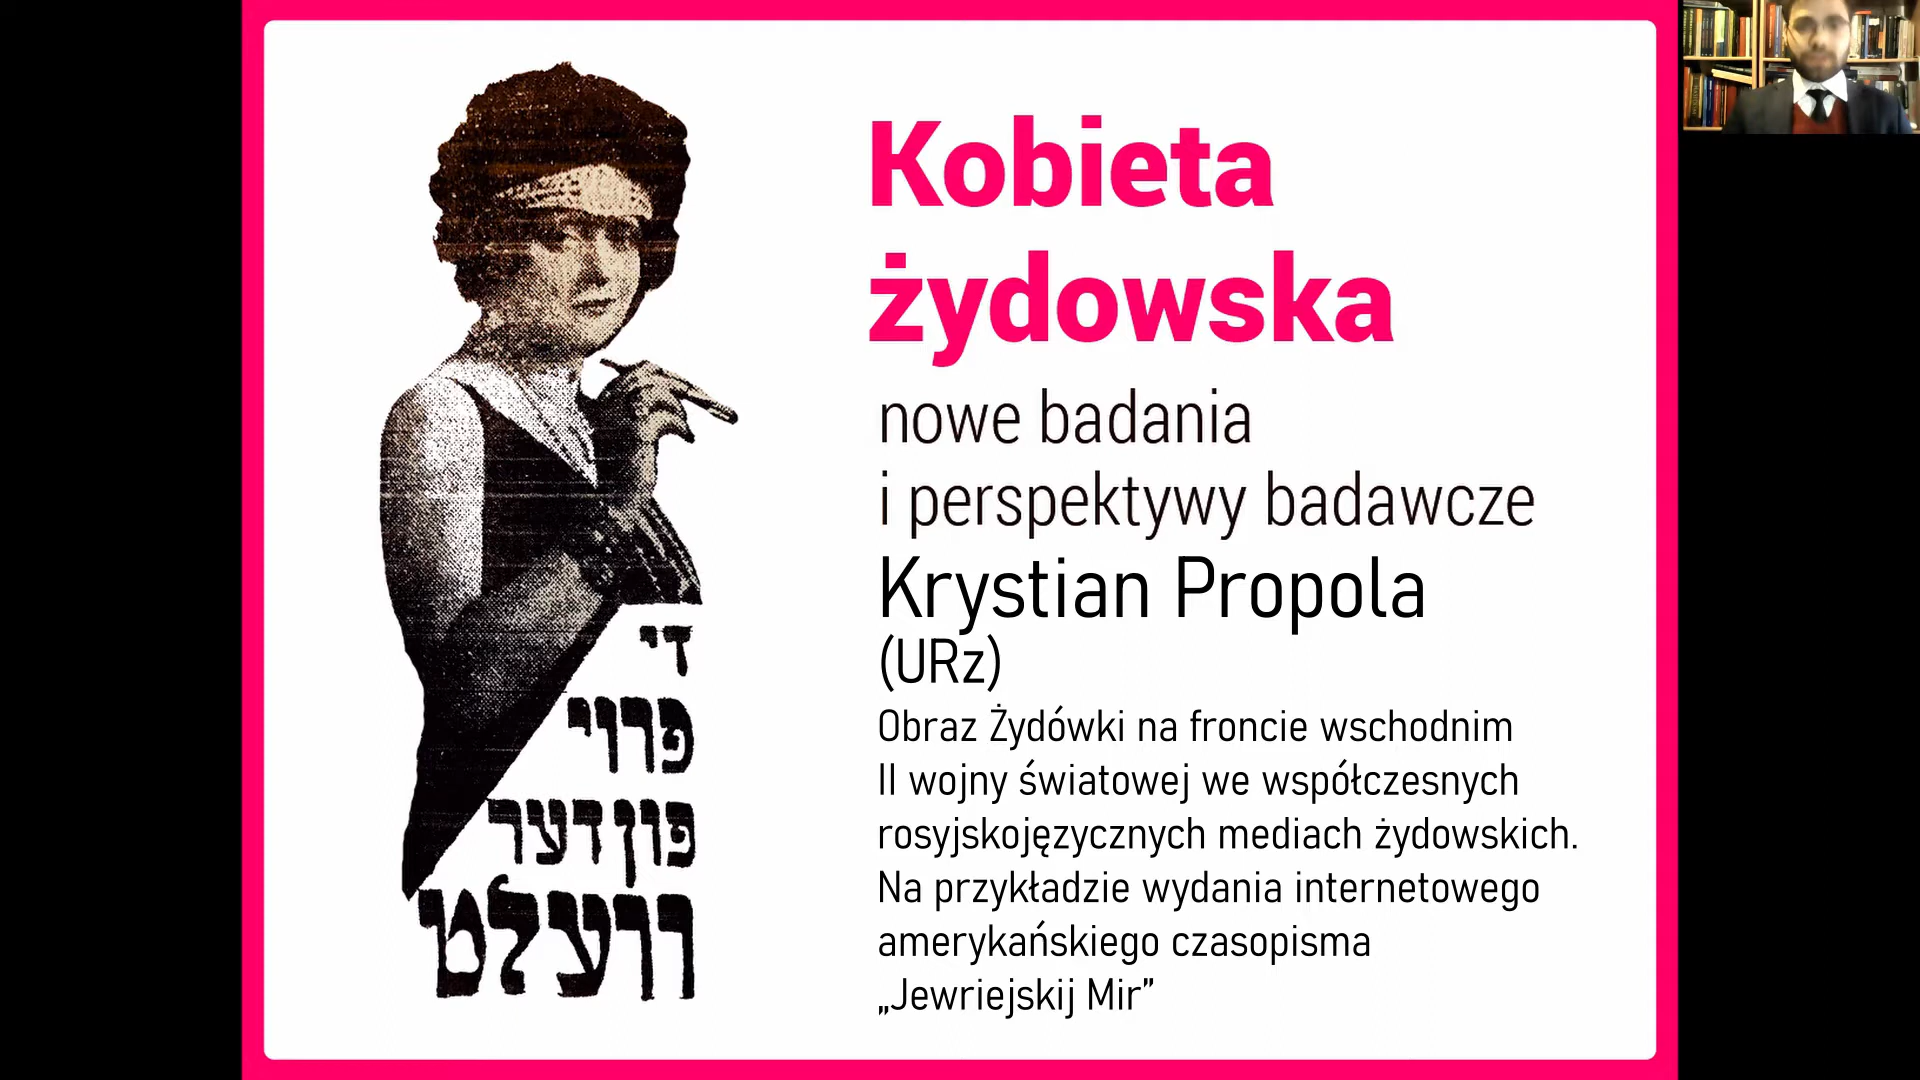 Kobieta
żydowska
nowe badania
i perspektywy badawcze
Krystian Propola
(URz)
Obraz Żydówki na froncie wschodnim
II wojny światowej we współczesnych
rosyjskojęzycznych mediach żydowskich.
Na przykładzie wydania internetowego
amerykańskiego czasopisma
„Jewriejskij Mir”
די
פרוי
פון דער
וועלט